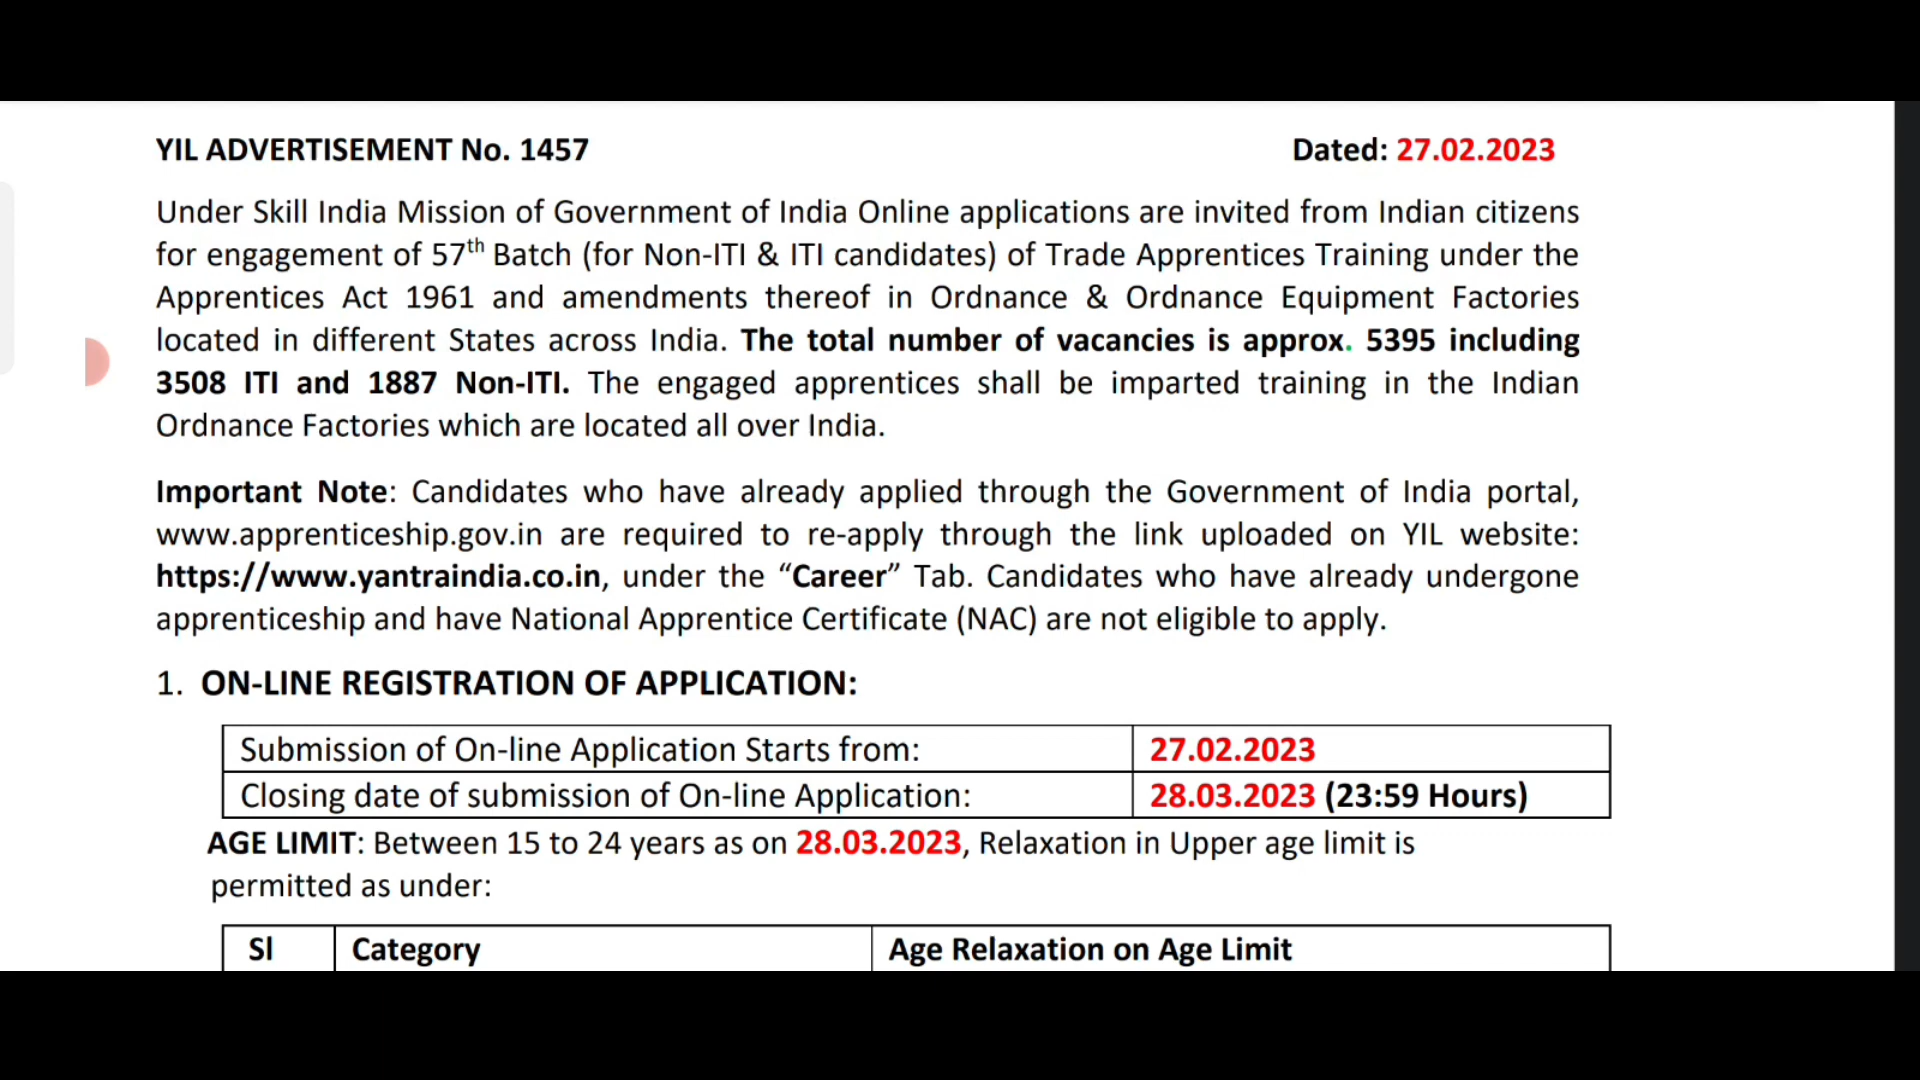 YIL ADVERTISEMENT No. 1457 Dated: 27.02.2023
Under Skill India Mission of Government of India Online applications are invited from Indian citizens
for engagement of 57th Batch (for Non-ITI & ITI candidates) of Trade Apprentices Training under the
Apprentices Act 1961 and amendments thereof in Ordnance & Ordnance Equipment Factories
located in different States across India. The total number of vacancies is approx. 5395 including
3508 ITI and 1887 Non-ITI. The engaged apprentices shall be imparted training in the Indian
Ordnance Factories which are located all over India.
Important Note: Candidates who have already applied through the Government of India portal,
www.apprenticeship.gov.in are required to re-apply through the link uploaded on YIL website:
https://www.yantraindia.co.in, under the “Career” Tab. Candidates who have already undergone
apprenticeship and have National Apprentice Certificate (NAC) are not eligible to apply.
1. ON-LINE REGISTRATION OF APPLICATION:
Submission of On-line Application Starts from: 27.02.2023
Closing date of submission of On-line Application: 28.03.2023 (23:59 Hours)
AGE LIMIT: Between 15 to 24 years as on 28.03.2023, Relaxation in Upper age limit is
permitted as under:
Sl Category Age Relaxation on Age Limit